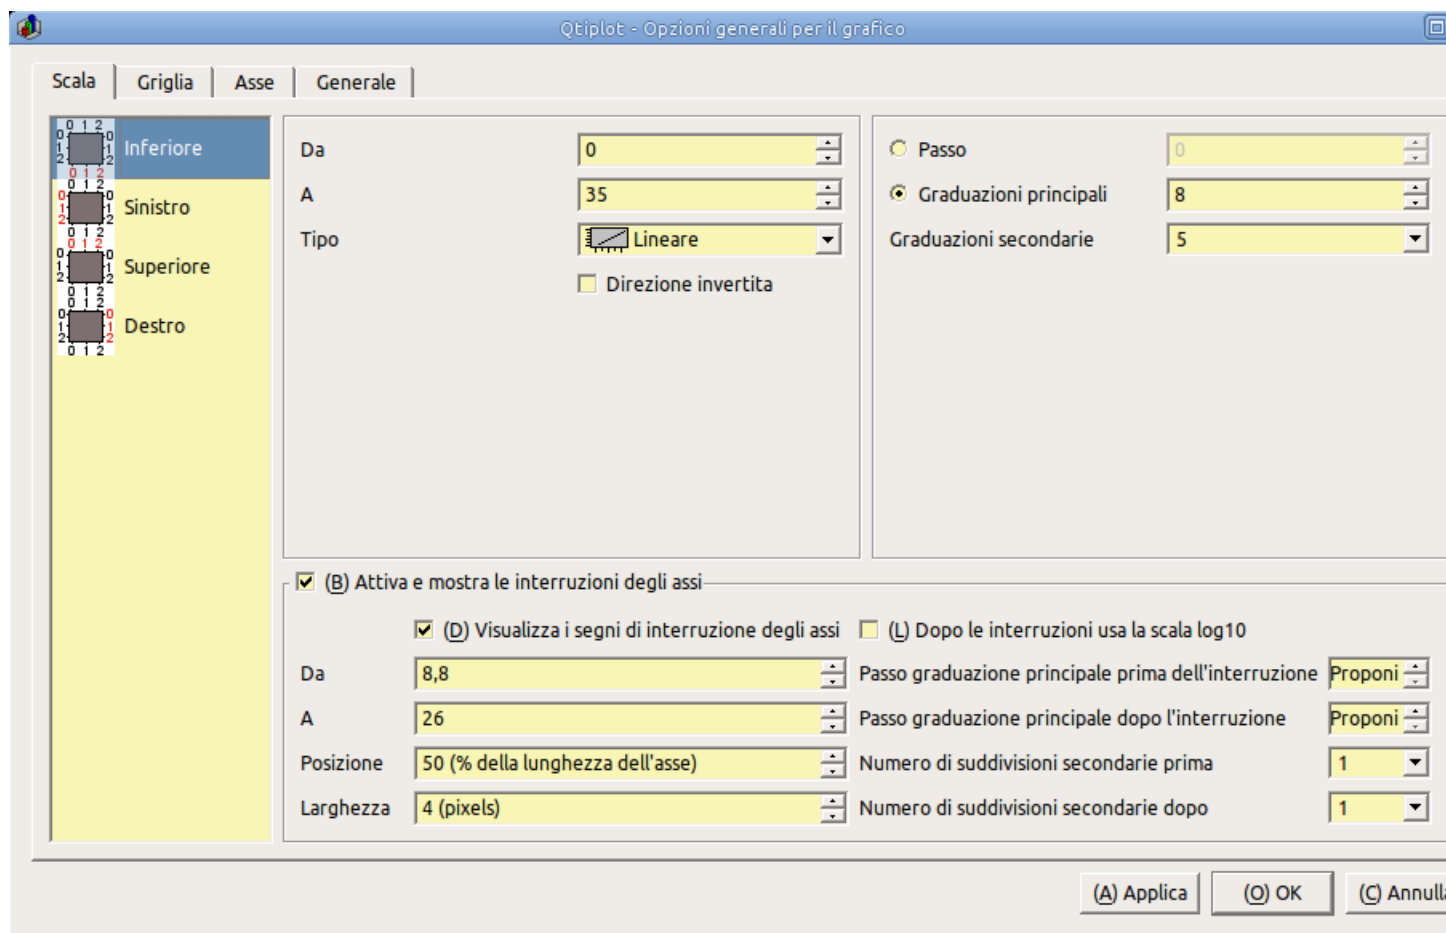 Qtiplot - Opzioni generali per il grafico
Scala Griglia Asse Generale
Inferiore
Sinistro
Superiore
Destro
Da 0
A 35
Tipo Lineare
Direzione invertita
Passo 0
Graduazioni principali 8
Graduazioni secondarie 5
(B) Attiva e mostra le interruzioni degli assi
(D) Visualizza i segni di interruzione degli assi (L) Dopo le interruzioni usa la scala log10
Da 8,8 Passo graduazione principale prima dell'interruzione Proponi
A 26 Passo graduazione principale dopo l'interruzione Proponi
Posizione 50 (% della lunghezza dell'asse) Numero di suddivisioni secondarie prima 1
Larghezza 4 (pixels) Numero di suddivisioni secondarie dopo 1
(A) Applica (O) OK (C) Annulla